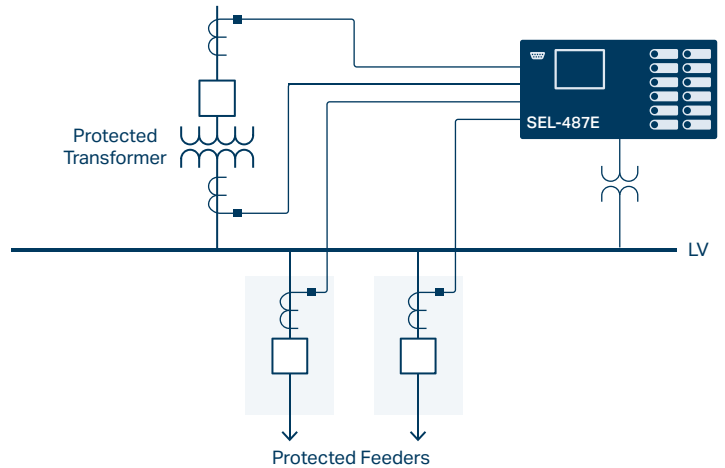 SEL-487E
Protected
Transformer
LV
Protected Feeders